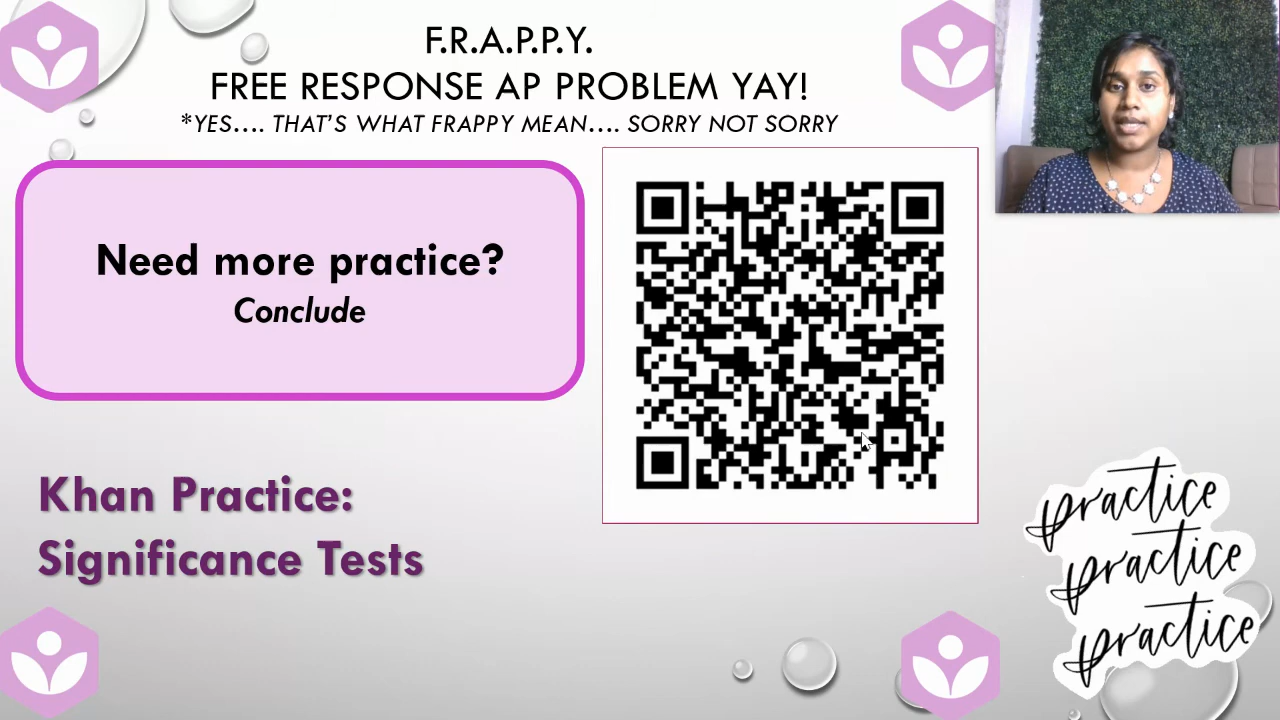 F.R.A.P.P.Y.
FREE RESPONSE AP PROBLEM YAY!
*YES.... THAT'S WHAT FRAPPY MEAN.... SORRY NOT SORRY
Need more practice?
Conclude
Khan Practice:
Significance Tests
practice
practice
practice